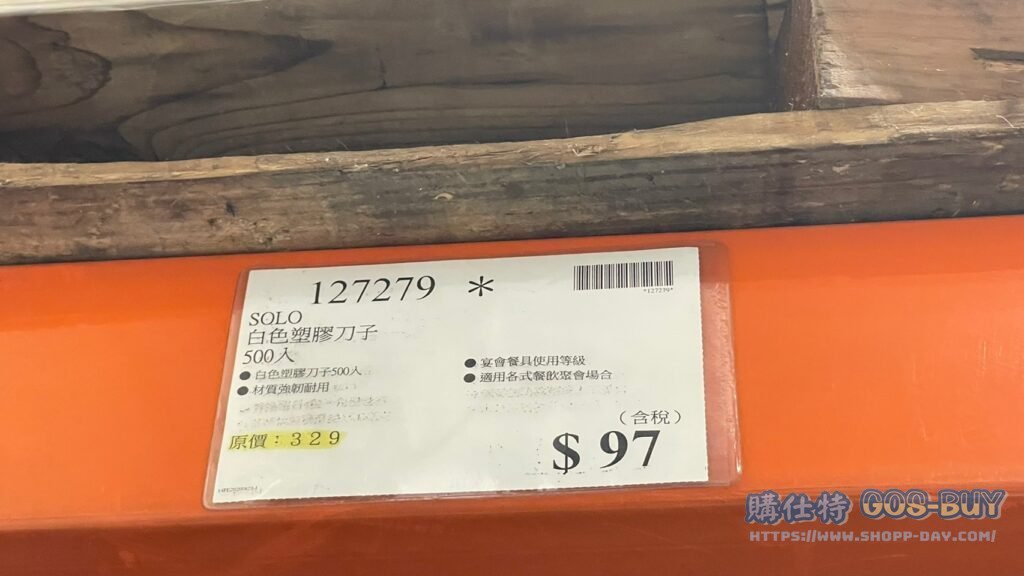 127279 *
*127279*
SOLO
白色塑膠刀子
500入
● 白色塑膠刀子500入
● 材質強韌耐用
● 宴會餐具使用等級
● 適用各式餐飲聚會場合
原價：329
（含稅）
$ 97
購仕特 GOS-BUY
HTTPS://WWW.SHOPP-DAY.COM/